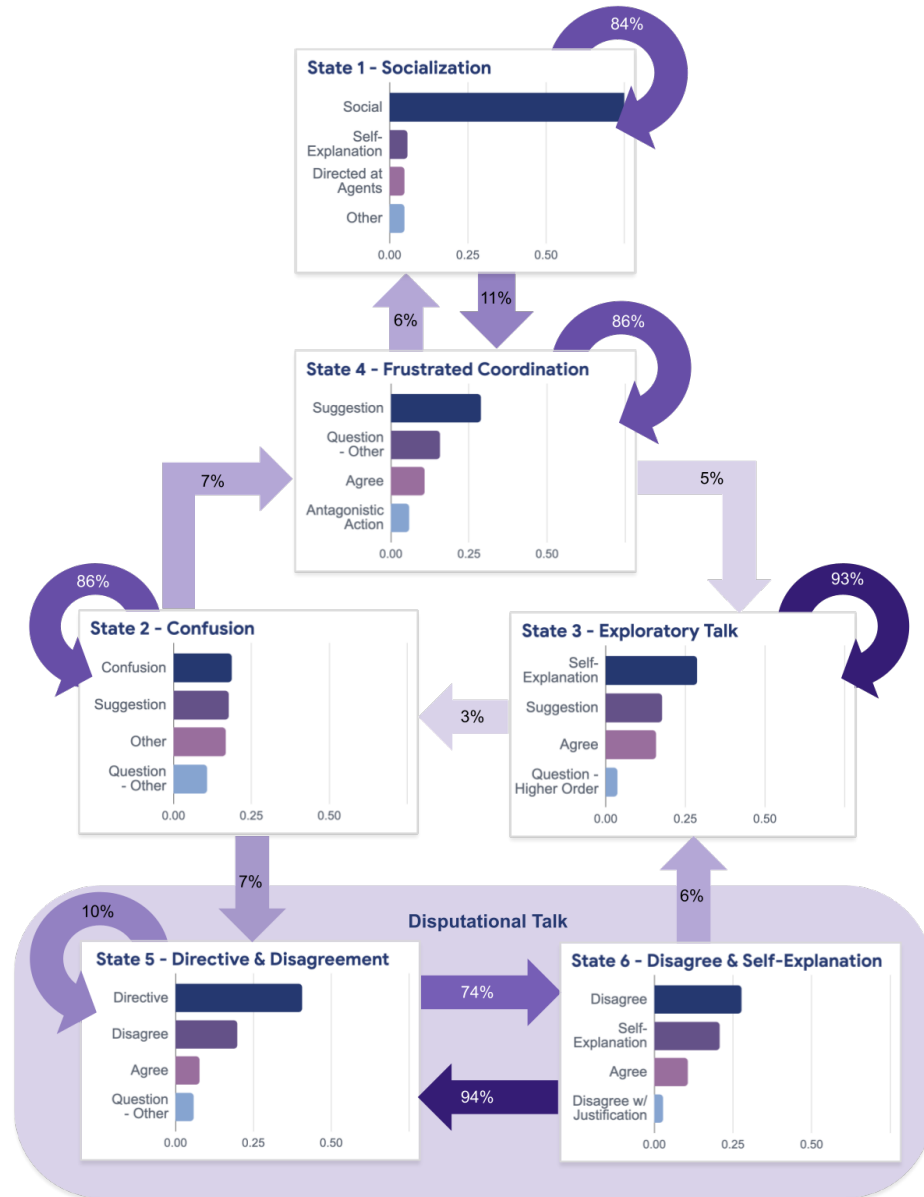 84%
State 1 - Socialization
Social
Self-
Explanation
Directed at
Agents
Other
0.00 0.25 0.50
6%
11%
86%
State 4 - Frustrated Coordination
Suggestion
Question
- Other
Agree
Antagonistic
Action
0.00 0.25 0.50
7%
5%
86%
State 2 - Confusion
Confusion
Suggestion
Other
Question
- Other
0.00 0.25 0.50
93%
State 3 - Exploratory Talk
Self-
Explanation
Suggestion
Agree
Question -
Higher Order
0.00 0.25 0.50
3%
7%
6%
Disputational Talk
10%
State 5 - Directive & Disagreement
Directive
Disagree
Agree
Question
- Other
0.00 0.25 0.50
74%
94%
State 6 - Disagree & Self-Explanation
Disagree
Self-
Explanation
Agree
Disagree w/
Justification
0.00 0.25 0.50